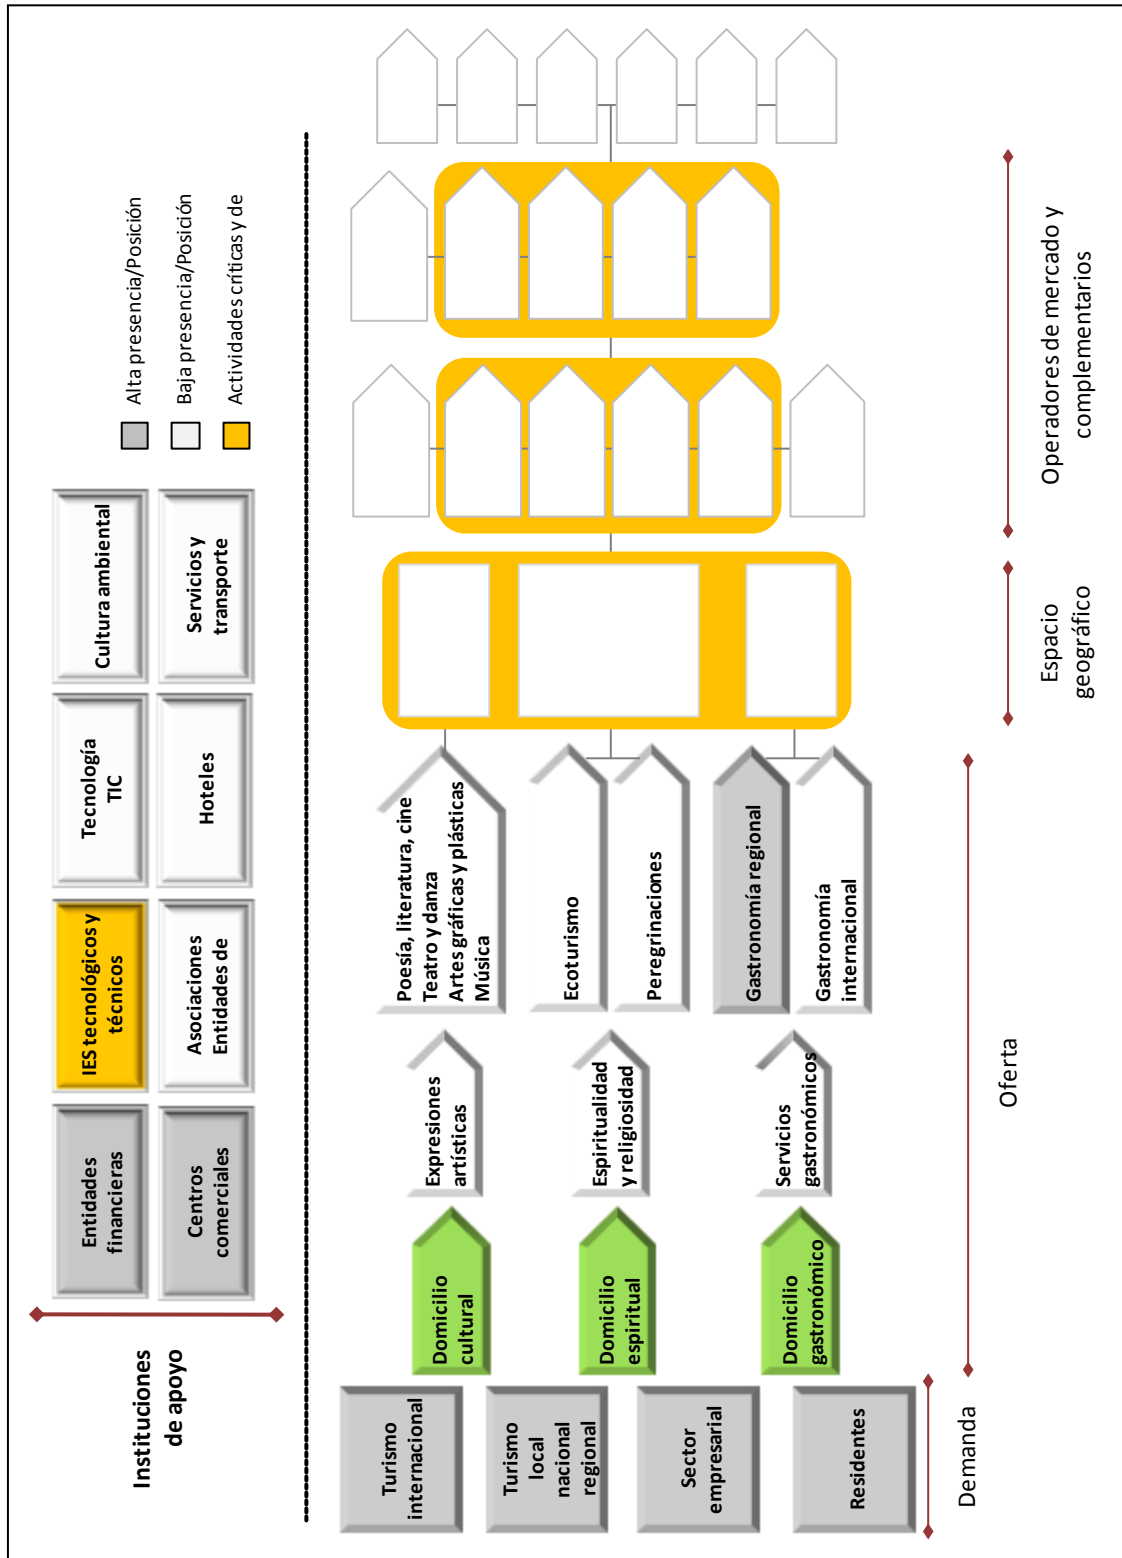 Instituciones
de apoyo
Entidades
financieras
IES tecnológicos y
técnicos
Tecnología
TIC
Cultura ambiental
Centros
comerciales
Asociaciones
Entidades de
Hoteles
Servicios y
transporte
Alta presencia/Posición
Baja presencia/Posición
Actividades críticas y de
Turismo
internacional
Turismo
local
nacional
regional
Sector
empresarial
Residentes
Domicilio
cultural
Domicilio
espiritual
Domicilio
gastronómico
Expresiones
artísticas
Espiritualidad
y religiosidad
Servicios
gastronómicos
Poesía, literatura, cine
Teatro y danza
Artes gráficas y plásticas
Música
Ecoturismo
Peregrinaciones
Gastronomía regional
Gastronomía
internacional
Demanda
Oferta
Espacio
geográfico
Operadores de mercado y
complementarios